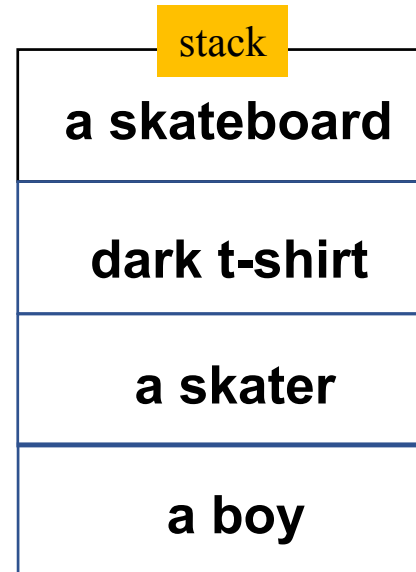 stack
a skateboard
dark t-shirt
a skater
a boy